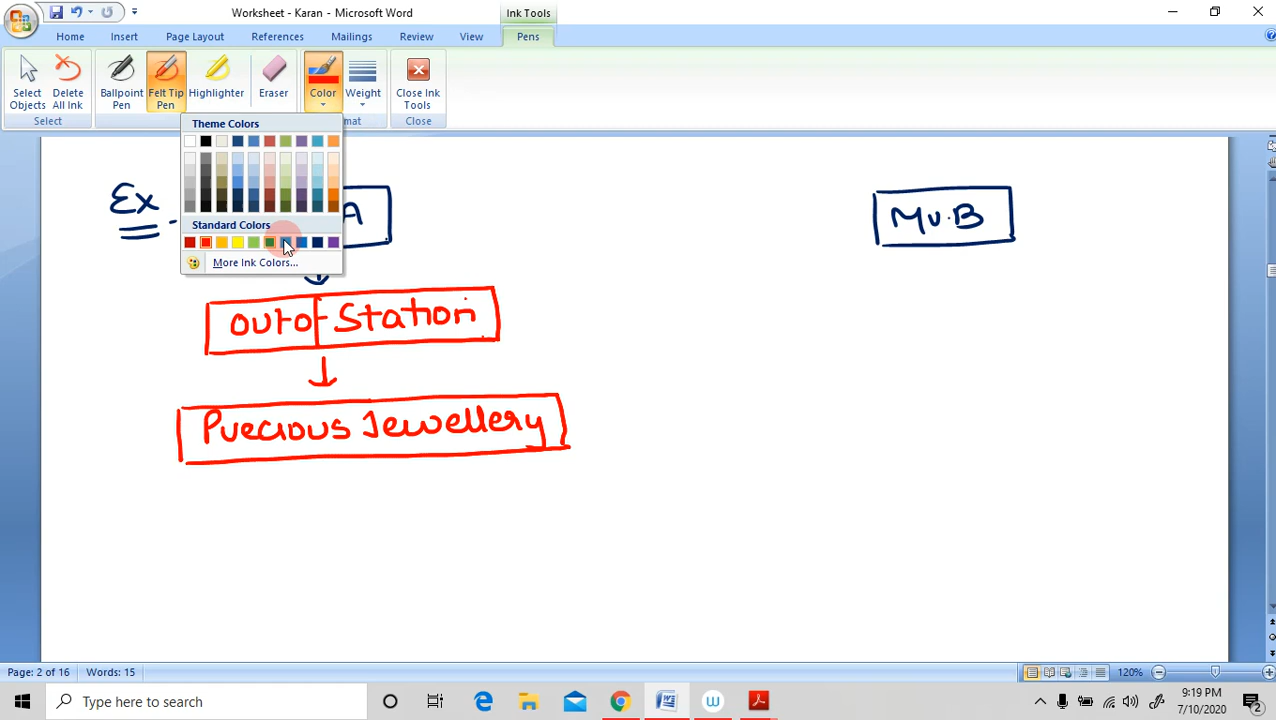 Worksheet - Karan - Microsoft Word
Ink Tools
Home Insert Page Layout References Mailings Review View Pens
Select Objects
Delete All Ink
Ballpoint Pen
Felt Tip Pen
Highlighter
Eraser
Color
Weight
Close Ink Tools
Select
mat
Close
Theme Colors
Standard Colors
More Ink Colors...
Ex -
A
Mr.B
out of Station
Precious Jewellery
Page: 2 of 16 Words: 15
120%
Type here to search
9:19 PM
7/10/2020
2